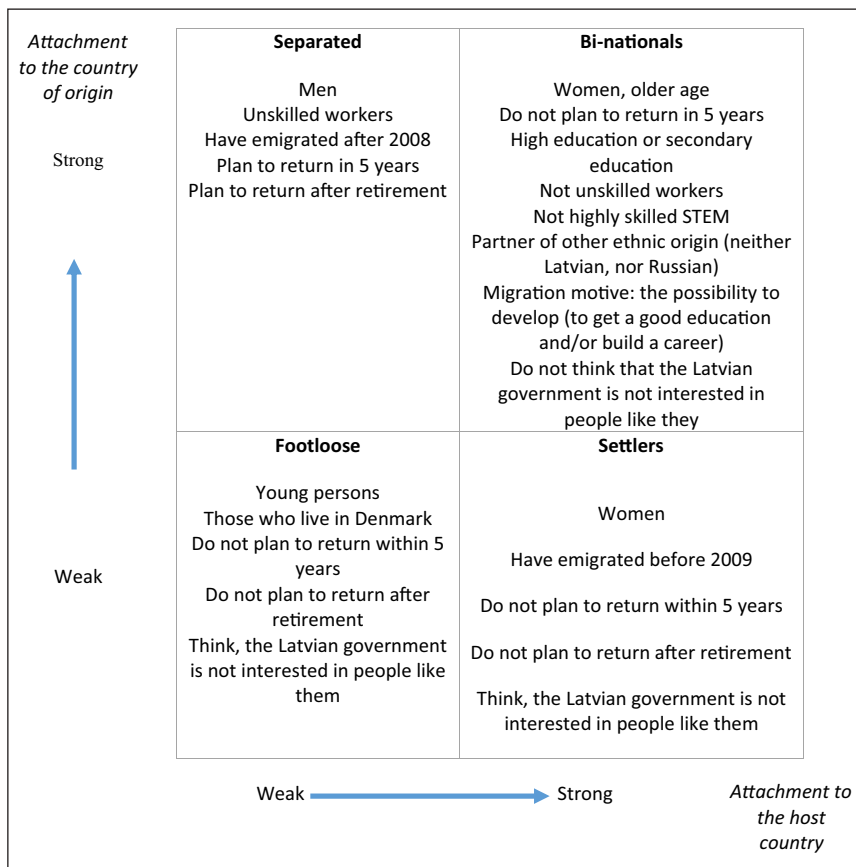 Attachment
to the country
of origin
Strong
Weak
Separated
Men
Unskilled workers
Have emigrated after 2008
Plan to return in 5 years
Plan to return after retirement
Bi-nationals
Women, older age
Do not plan to return in 5 years
High education or secondary
education
Not unskilled workers
Not highly skilled STEM
Partner of other ethnic origin (neither
Latvian, nor Russian)
Migration motive: the possibility to
develop (to get a good education
and/or build a career)
Do not think that the Latvian
government is not interested in
people like they
Footloose
Young persons
Those who live in Denmark
Do not plan to return within 5
years
Do not plan to return after
retirement
Think, the Latvian government
is not interested in people like
them
Settlers
Women
Have emigrated before 2009
Do not plan to return within 5 years
Do not plan to return after retirement
Think, the Latvian government is not
interested in people like them
Weak
Strong
Attachment to
the host
country